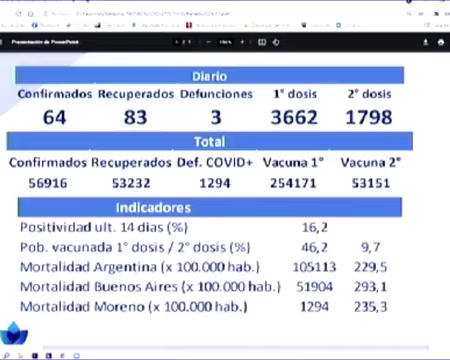 Presentación de PowerPoint
Diario
Confirmados Recuperados Defunciones 1° dosis 2° dosis
64 83 3 3662 1798
Total
Confirmados Recuperados Def. COVID+ Vacuna 1° Vacuna 2°
56916 53232 1294 254171 53151
Indicadores
Positividad ult. 14 dias (%) 16,2
Pob. vacunada 1° dosis / 2° dosis (%) 46,2 9,7
Mortalidad Argentina (x 100.000 hab.) 105113 229,5
Mortalidad Buenos Aires (x 100.000 hab.) 51904 293,1
Mortalidad Moreno (x 100.000 hab.) 1294 235,3